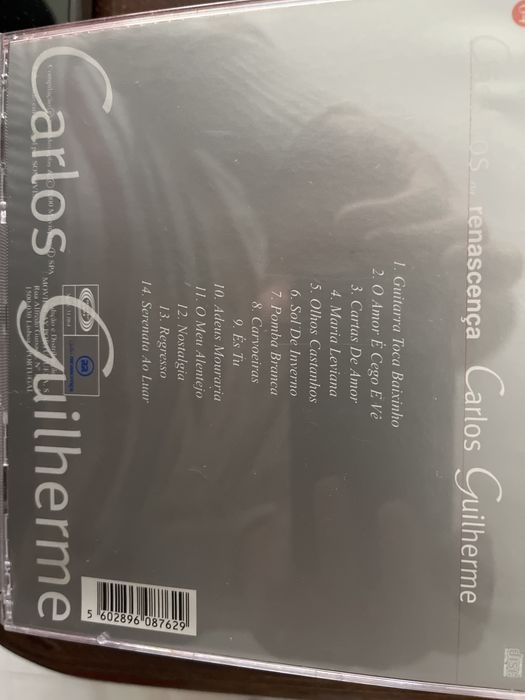 renascença
Carlos Guilherme
1. Guitarra Toca Baixinho
2. O Amor É Cego E Vê
3. Cartas De Amor
4. Maria Leviana
5. Olhos Castanhos
6. Sol De Inverno
7. Pomba Branca
8. Carvoeiras
9. És Tu
10. Adeus Mouraria
11. O Meu Alentejo
12. Nostalgia
13. Regresso
14. Serenata Ao Luar
Carlos Guilherme
5 602896 087629